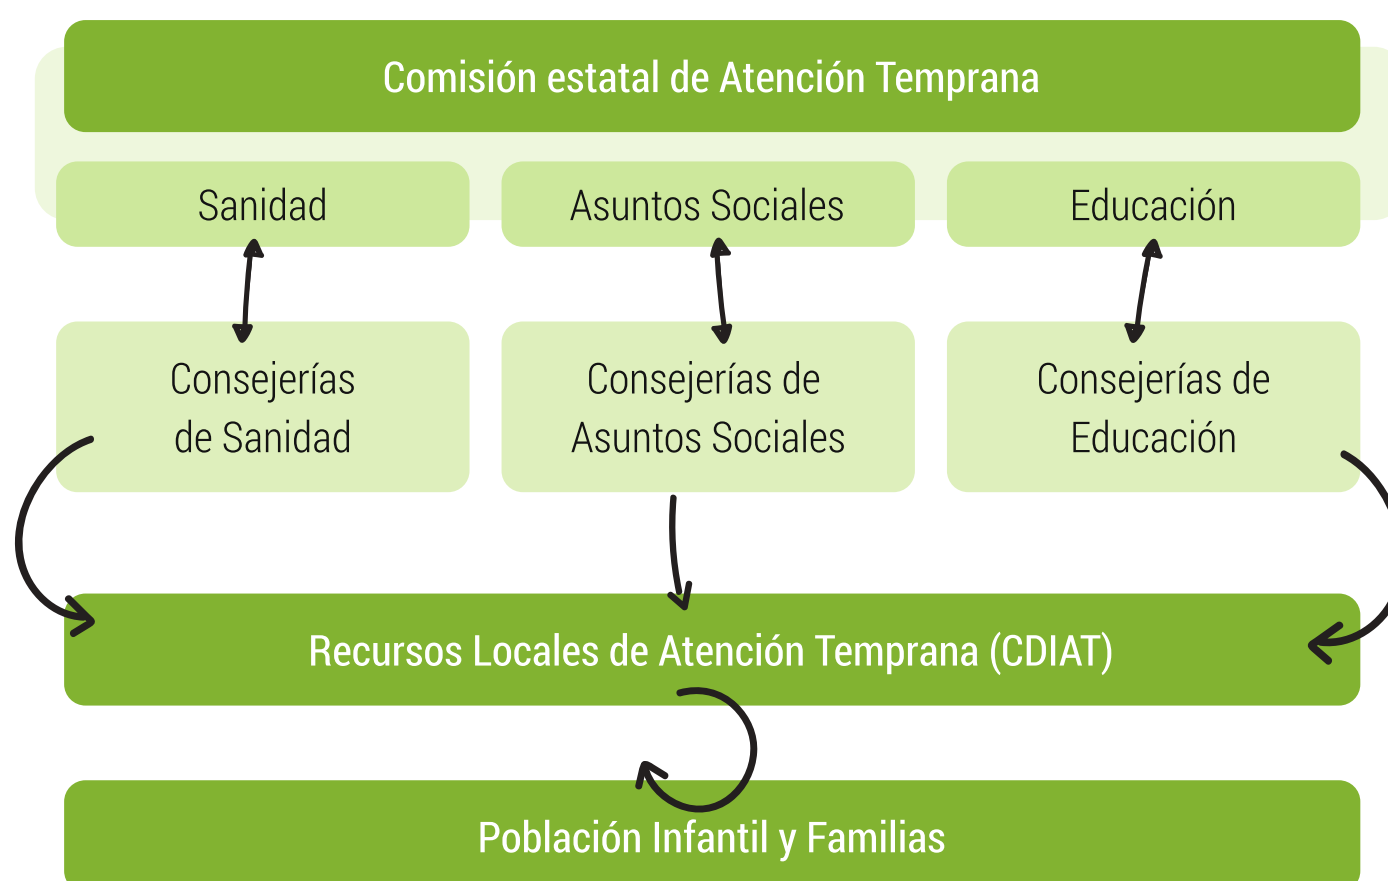 Comisión estatal de Atención Temprana
Sanidad
Asuntos Sociales
Educación
Consejerías
de Sanidad
Consejerías de
Asuntos Sociales
Consejerías de
Educación
Recursos Locales de Atención Temprana (CDIAT)
Población Infantil y Familias